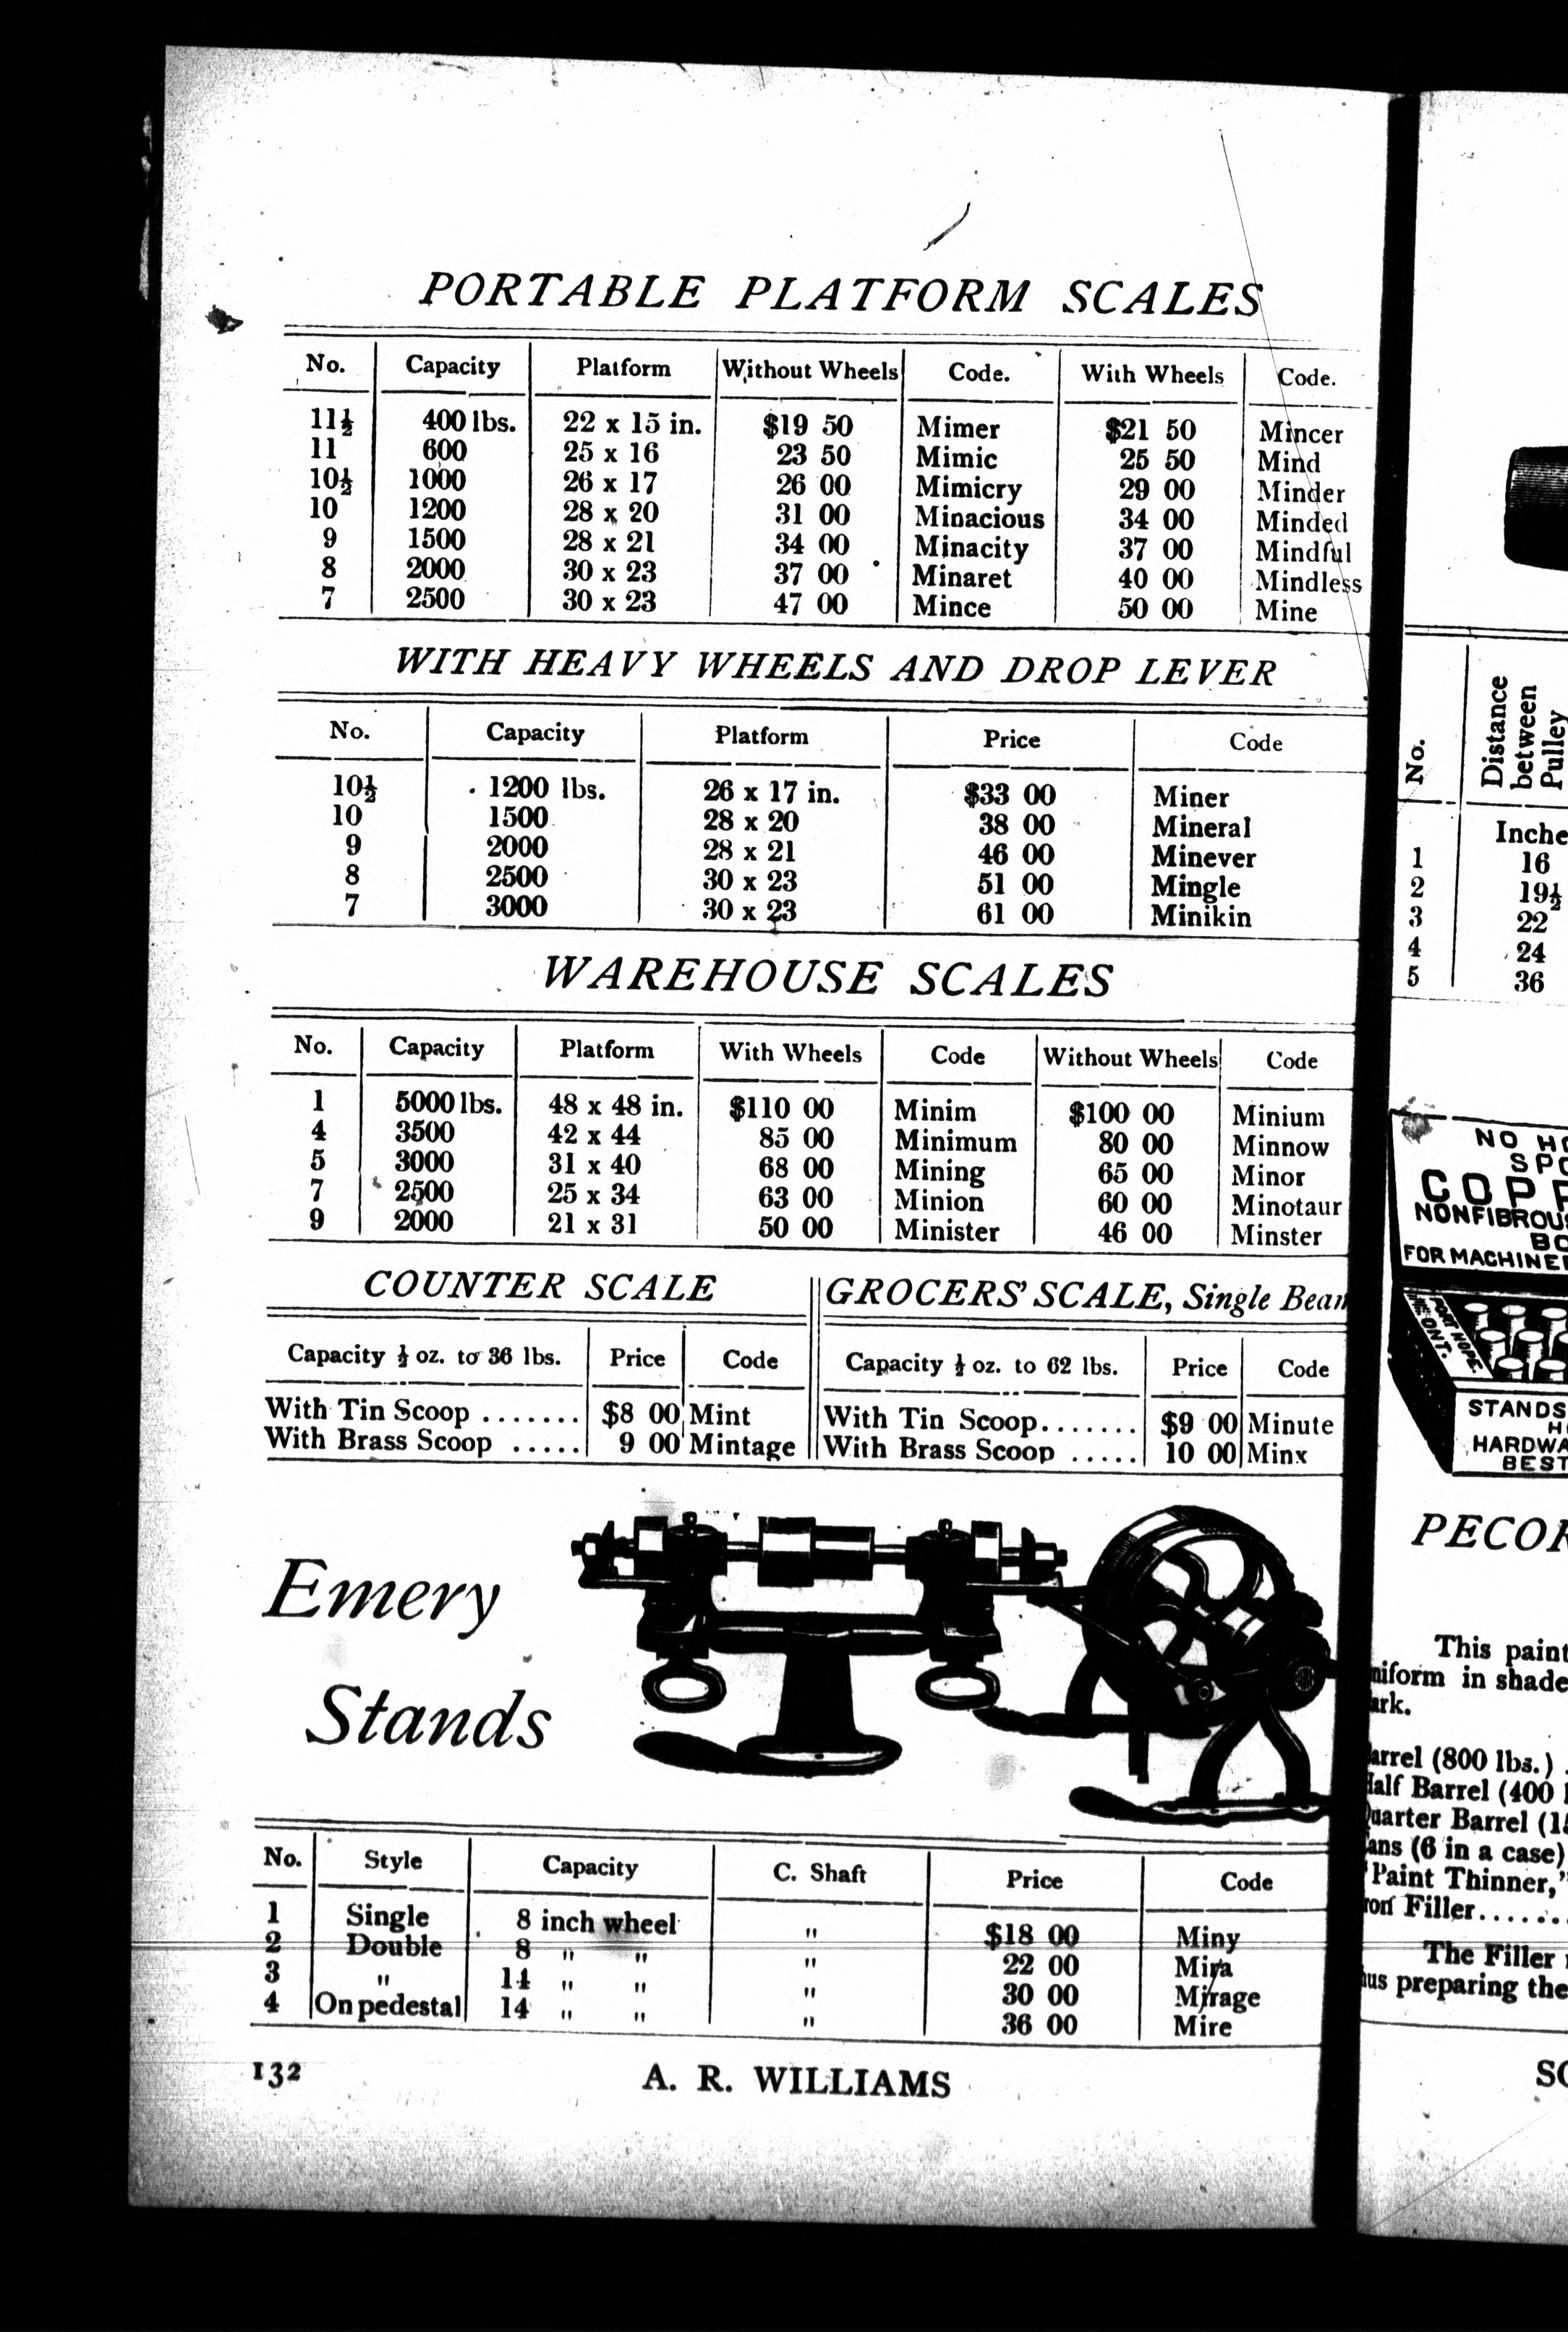 PORTABLE PLATFORM SCALES
No. Capacity Platform Without Wheels Code. With Wheels Code.
11½ 400 lbs. 22 x 15 in. $19 50 Mimer $21 50 Mincer
11 600 25 x 16 23 50 Mimic 25 50 Mind
10½ 1000 26 x 17 26 00 Mimicry 29 00 Minder
10 1200 28 x 20 31 00 Minacious 34 00 Minded
9 1500 28 x 21 34 00 Minacity 37 00 Mindful
8 2000 30 x 23 37 00 Minaret 40 00 Mindless
7 2500 30 x 23 47 00 Mince 50 00 Mine
WITH HEAVY WHEELS AND DROP LEVER
No. Capacity Platform Price Code
10½ 1200 lbs. 26 x 17 in. $33 00 Miner
10 1500 28 x 20 38 00 Mineral
9 2000 28 x 21 46 00 Minever
8 2500 30 x 23 51 00 Mingle
7 3000 30 x 23 61 00 Minikin
WAREHOUSE SCALES
No. Capacity Platform With Wheels Code Without Wheels Code
1 5000 lbs. 48 x 48 in. $110 00 Minim $100 00 Minium
4 3500 42 x 44 85 00 Minimum 80 00 Minnow
5 3000 31 x 40 68 00 Mining 65 00 Minor
7 2500 25 x 34 63 00 Minion 60 00 Minotaur
9 2000 21 x 31 50 00 Minister 46 00 Minster
COUNTER SCALE
Capacity ½ oz. to 36 lbs. Price Code
With Tin Scoop ....... $8 00 Mint
With Brass Scoop ..... 9 00 Mintage
GROCERS' SCALE, Single Bean
Capacity ½ oz. to 62 lbs. Price Code
With Tin Scoop....... $9 00 Minute
With Brass Scoop ..... 10 00 Minx
Emery
Stands
No. Style Capacity C. Shaft Price Code
1 Single 8 inch wheel " $18 00 Miny
2 Double 8 " " " 22 00 Mira
3 " 14 " " " 30 00 Mirage
4 On pedestal 14 " " " 36 00 Mire
132 A. R. WILLIAMS
No. Distance between Pulley
Inche
1 16
2 19½
3 22
4 24
5 36
NO HO
SPO
COPP
NONFIBROU
BO
FOR MACHINE
PORT HOPE.
ONT.
STANDS
HARDWA
BEST
PECOR
This paint
niform in shade
ark.
arrel (800 lbs.) .
Half Barrel (400
Quarter Barrel (1
ans (6 in a case)
"Paint Thinner,"
ron Filler......
The Filler
us preparing the
SC